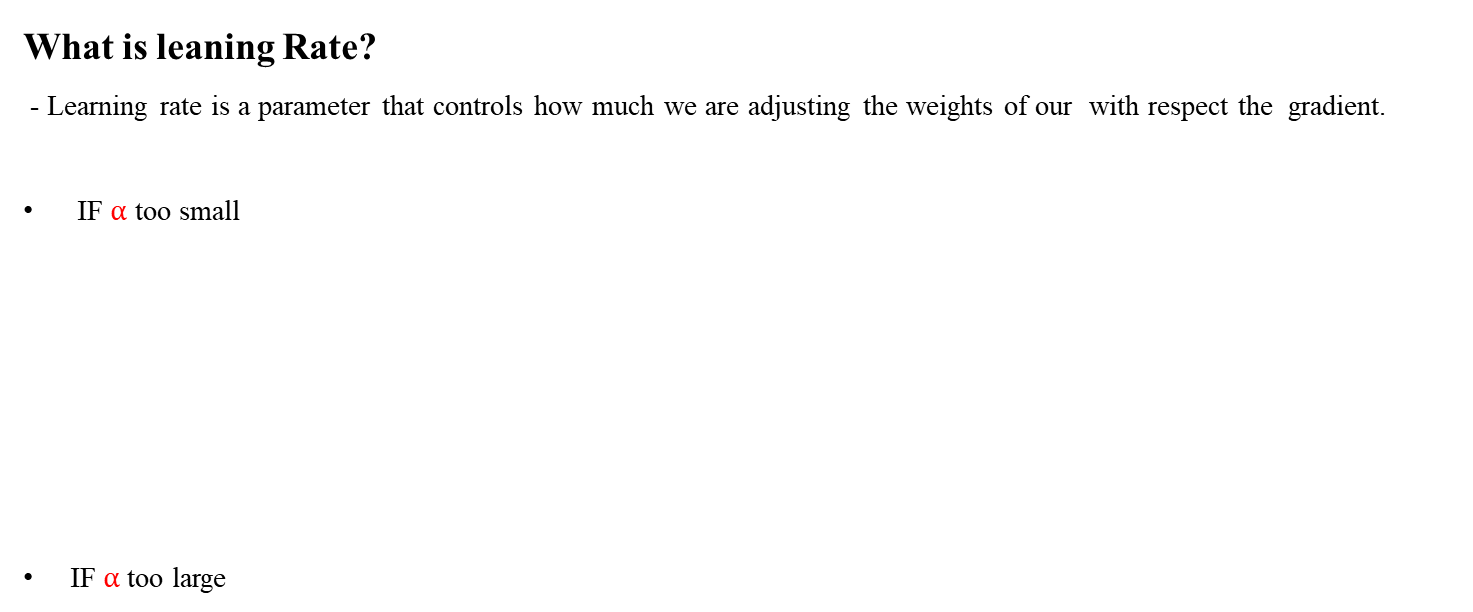 What is leaning Rate?
- Learning rate is a parameter that controls how much we are adjusting the weights of our with respect the gradient.
• IF α too small
• IF α too large